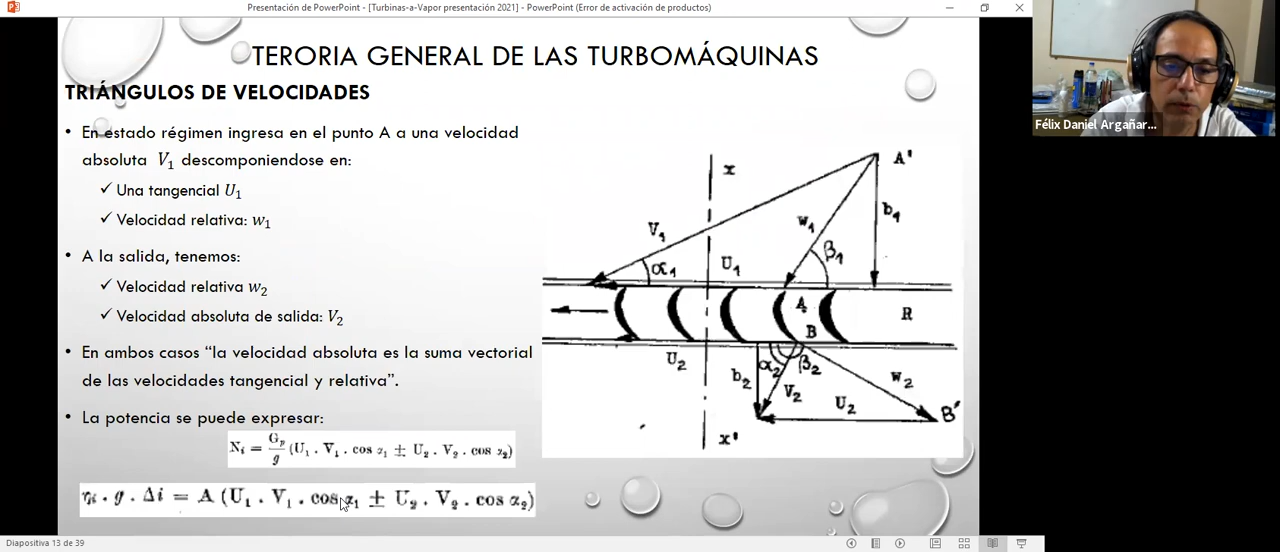 Presentación de PowerPoint - [Turbinas-a-Vapor presentación 2021] - PowerPoint (Error de activación de productos)
TERORIA GENERAL DE LAS TURBOMÁQUINAS
TRIÁNGULOS DE VELOCIDADES
• En estado régimen ingresa en el punto A a una velocidad
absoluta V₁ descomponiendose en:
✓ Una tangencial U₁
✓ Velocidad relativa: w₁
• A la salida, tenemos:
✓ Velocidad relativa w₂
✓ Velocidad absoluta de salida: V₂
• En ambos casos “la velocidad absoluta es la suma vectorial
de las velocidades tangencial y relativa”.
• La potencia se puede expresar:
Nᵢ = Gₚ/g (U₁ . V₁ . cos α₁ ± U₂ . V₂ . cos α₂)
ηᵢ . g . Δi = A (U₁ . V₁ . cos α₁ ± U₂ . V₂ . cos α₂)
x
A'
V₁
w₁
b₁
α₁
U₁
β₁
A
R
B
U₂
b₂
α₂
β₂
V₂
w₂
U₂
B'
x'
Félix Daniel Argañar...
Diapositiva 13 de 39